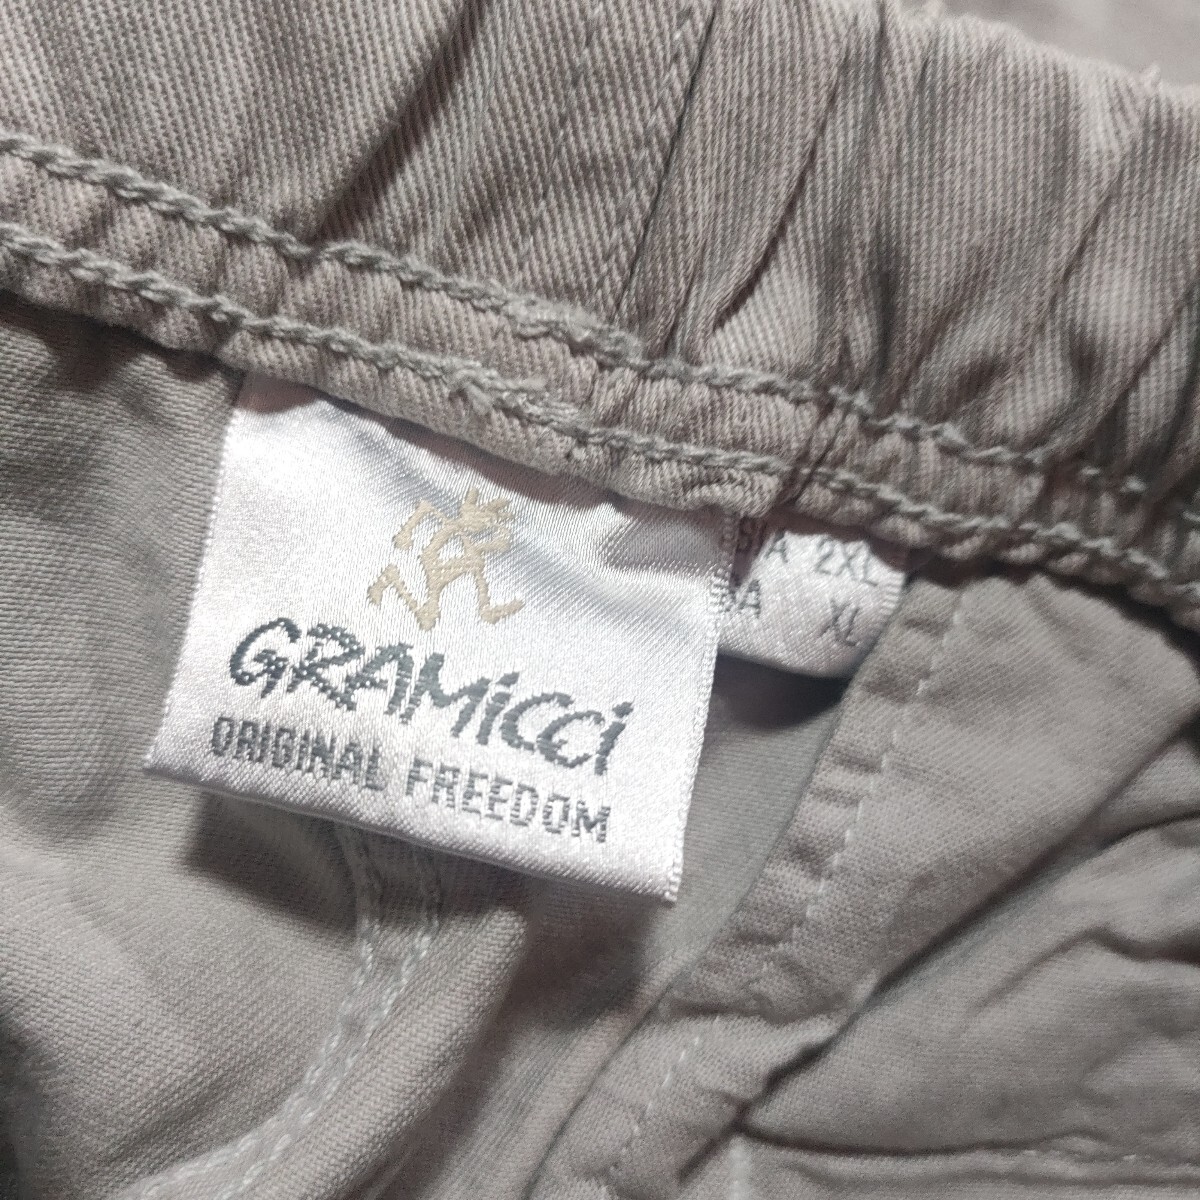 GRAMiCCi
ORIGINAL FREEDOM
2XL
XL